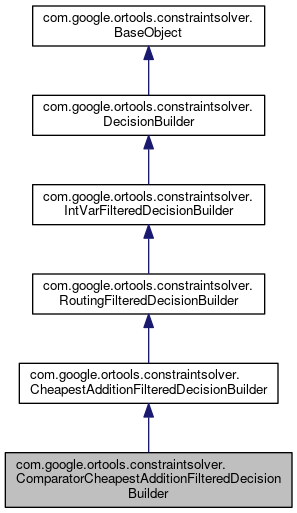 com.google.ortools.constraintsolver.
BaseObject
com.google.ortools.constraintsolver.
DecisionBuilder
com.google.ortools.constraintsolver.
IntVarFilteredDecisionBuilder
com.google.ortools.constraintsolver.
RoutingFilteredDecisionBuilder
com.google.ortools.constraintsolver.
CheapestAdditionFilteredDecisionBuilder
com.google.ortools.constraintsolver.
ComparatorCheapestAdditionFilteredDecision
Builder